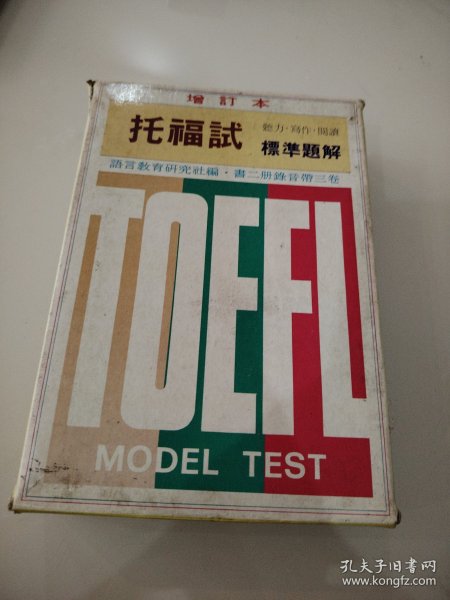 增訂本
托福試 聽力·寫作·閱讀
標準題解
語言教育研究社編·書二册錄音帶三卷
TOEFL
MODEL TEST
孔夫子旧书网
www.kongfz.com